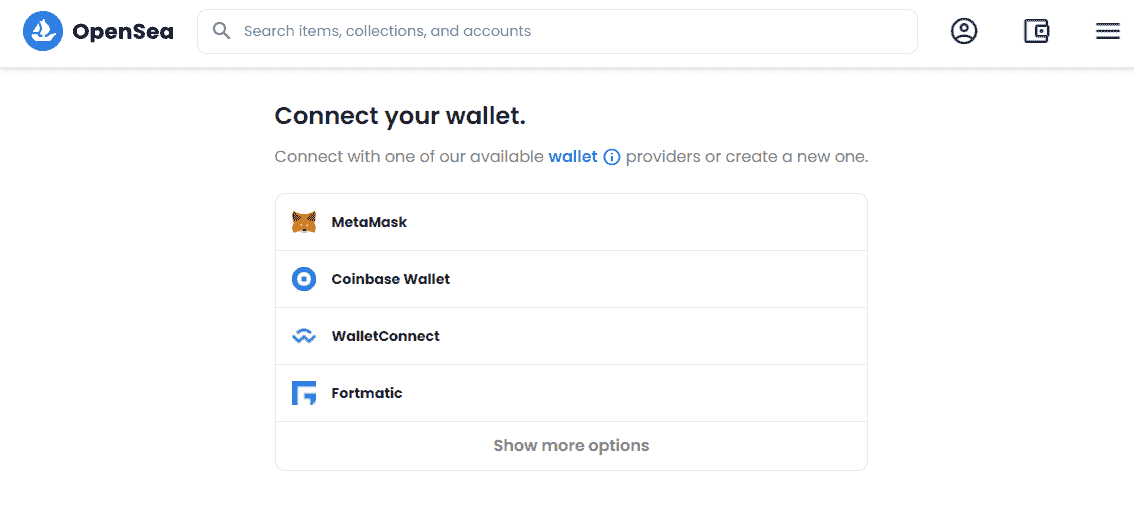 OpenSea
Search items, collections, and accounts
Connect your wallet.
Connect with one of our available wallet providers or create a new one.
MetaMask
Coinbase Wallet
WalletConnect
Fortmatic
Show more options